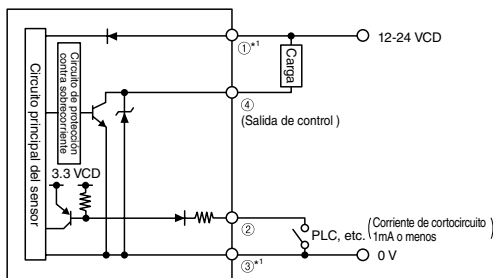 Circuito principal del sensor
Circuito de protección
contra sobrecorriente
3.3 VCD
①*1
12-24 VCD
Carga
④
(Salida de control )
②
PLC, etc.
(Corriente de cortocircuito
1mA o menos)
③*1
0 V